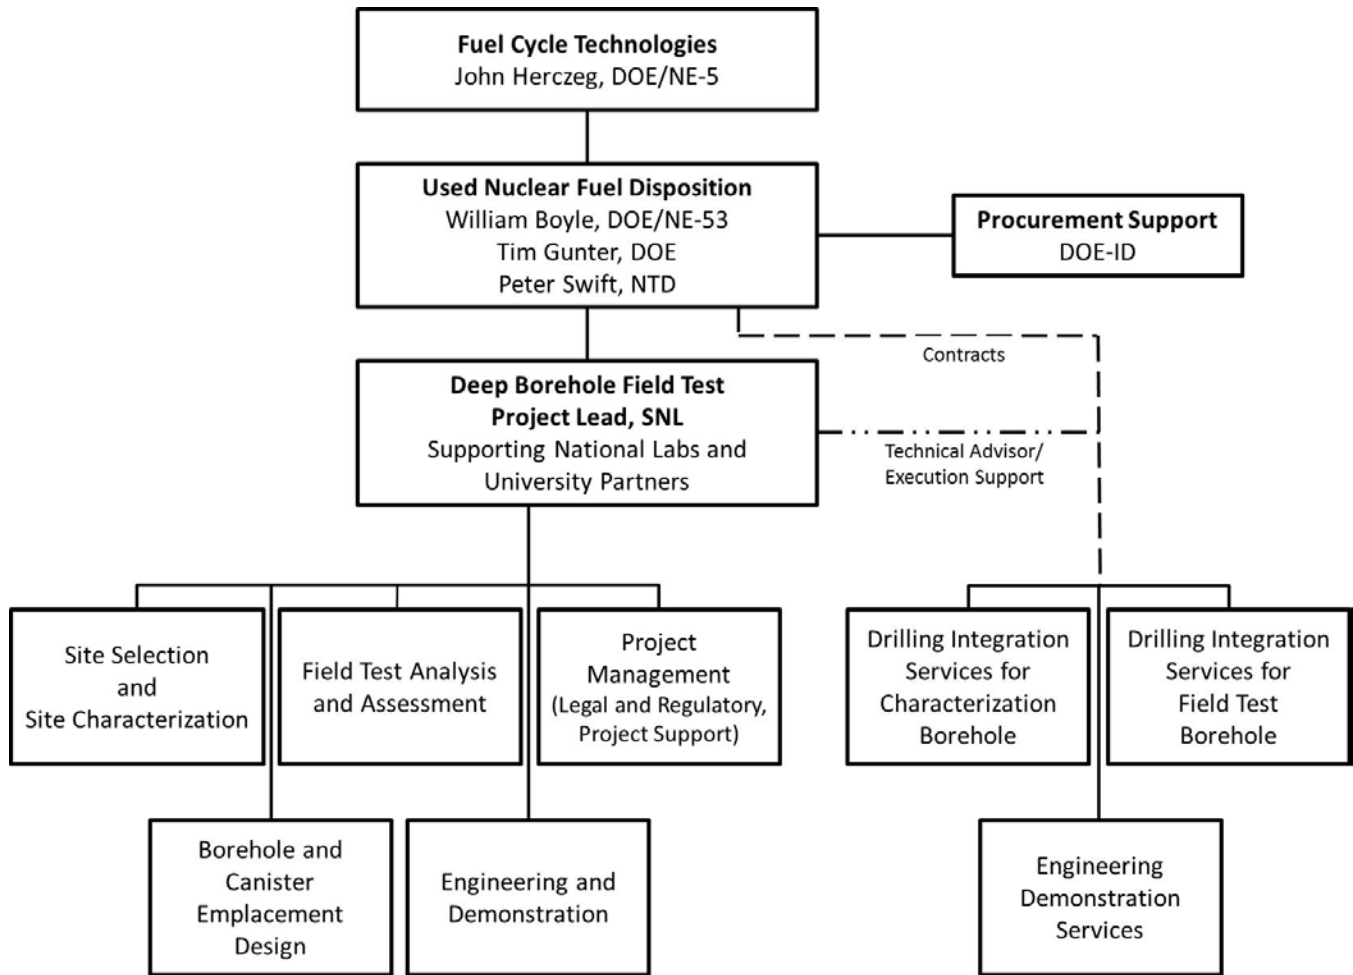 Fuel Cycle Technologies
John Herczeg, DOE/NE-5
Used Nuclear Fuel Disposition
William Boyle, DOE/NE-53
Tim Gunter, DOE
Peter Swift, NTD
Procurement Support
DOE-ID
Contracts
Deep Borehole Field Test
Project Lead, SNL
Supporting National Labs and
University Partners
Technical Advisor/
Execution Support
Site Selection
and
Site Characterization
Field Test Analysis
and Assessment
Project
Management
(Legal and Regulatory,
Project Support)
Drilling Integration
Services for
Characterization
Borehole
Drilling Integration
Services for
Field Test
Borehole
Borehole and
Canister
Emplacement
Design
Engineering and
Demonstration
Engineering
Demonstration
Services